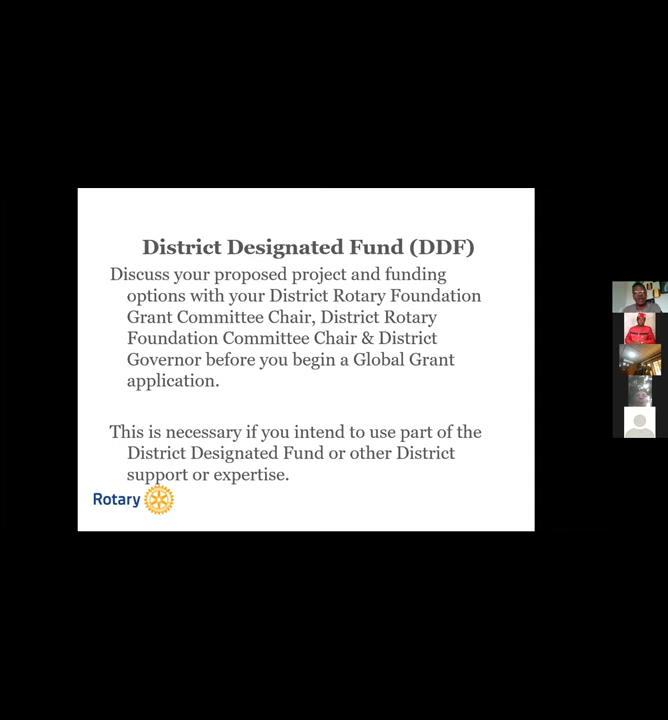 District Designated Fund (DDF)
Discuss your proposed project and funding
options with your District Rotary Foundation
Grant Committee Chair, District Rotary
Foundation Committee Chair & District
Governor before you begin a Global Grant
application.
This is necessary if you intend to use part of the
District Designated Fund or other District
support or expertise.
Rotary